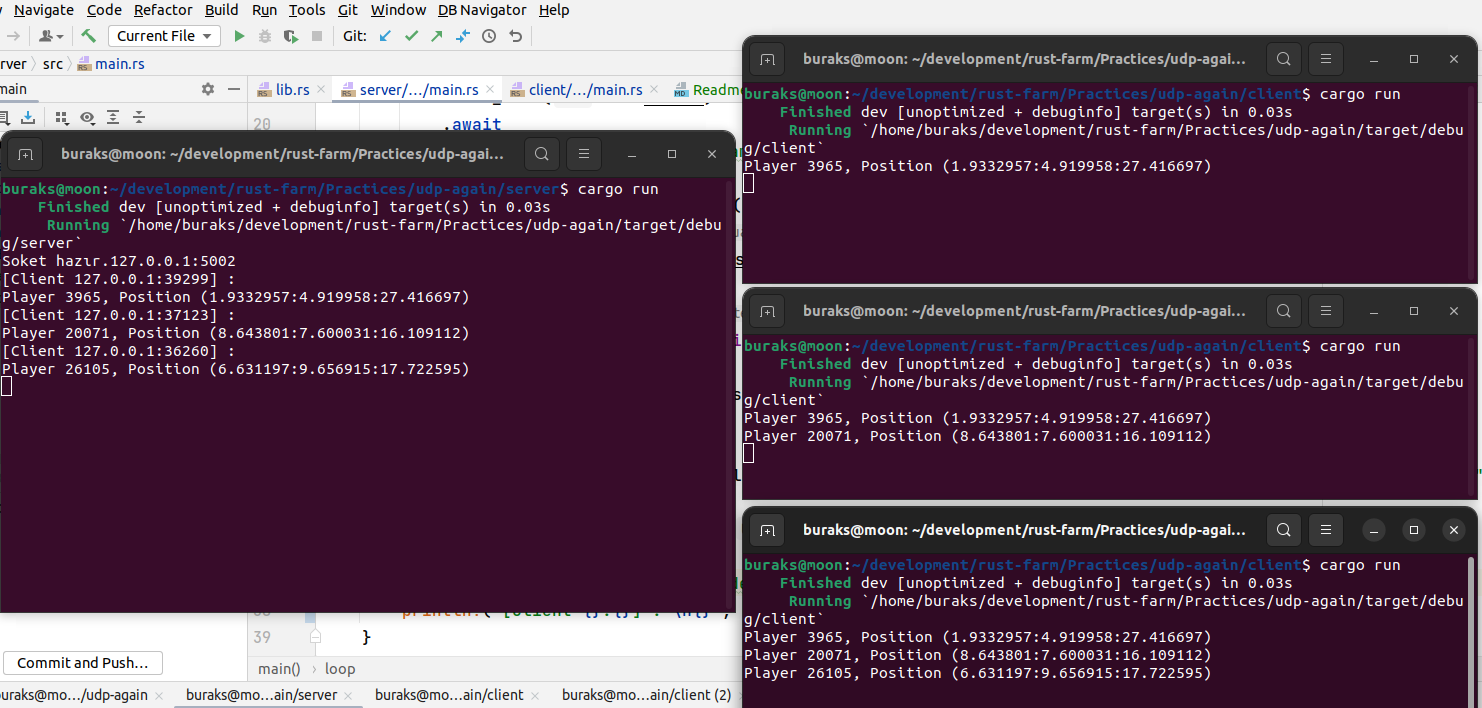 Navigate Code Refactor Build Run Tools Git Window DB Navigator Help
Current File
Git:
rver
src
main.rs
main
lib.rs
server/.../main.rs
client/.../main.rs
Readme
20
.await
buraks@moon: ~/development/rust-farm/Practices/udp-agai...
buraks@moon:~/development/rust-farm/Practices/udp-again/server$ cargo run
Finished dev [unoptimized + debuginfo] target(s) in 0.03s
Running `/home/buraks/development/rust-farm/Practices/udp-again/target/debu
g/server`
Soket hazır.127.0.0.1:5002
[Client 127.0.0.1:39299] :
Player 3965, Position (1.9332957:4.919958:27.416697)
[Client 127.0.0.1:37123] :
Player 20071, Position (8.643801:7.600031:16.109112)
[Client 127.0.0.1:36260] :
Player 26105, Position (6.631197:9.656915:17.722595)
buraks@moon: ~/development/rust-farm/Practices/udp-agai...
buraks@moon:~/development/rust-farm/Practices/udp-again/client$ cargo run
Finished dev [unoptimized + debuginfo] target(s) in 0.03s
Running `/home/buraks/development/rust-farm/Practices/udp-again/target/debu
g/client`
Player 3965, Position (1.9332957:4.919958:27.416697)
buraks@moon: ~/development/rust-farm/Practices/udp-agai...
buraks@moon:~/development/rust-farm/Practices/udp-again/client$ cargo run
Finished dev [unoptimized + debuginfo] target(s) in 0.03s
Running `/home/buraks/development/rust-farm/Practices/udp-again/target/debu
g/client`
Player 3965, Position (1.9332957:4.919958:27.416697)
Player 20071, Position (8.643801:7.600031:16.109112)
buraks@moon: ~/development/rust-farm/Practices/udp-agai...
buraks@moon:~/development/rust-farm/Practices/udp-again/client$ cargo run
Finished dev [unoptimized + debuginfo] target(s) in 0.03s
Running `/home/buraks/development/rust-farm/Practices/udp-again/target/debu
g/client`
Player 3965, Position (1.9332957:4.919958:27.416697)
Player 20071, Position (8.643801:7.600031:16.109112)
Player 26105, Position (6.631197:9.656915:17.722595)
39 }
Commit and Push...
main() › loop
uraks@mo...udp-again
buraks@mo...ain/server
buraks@mo...ain/client
buraks@mo...ain/client (2)